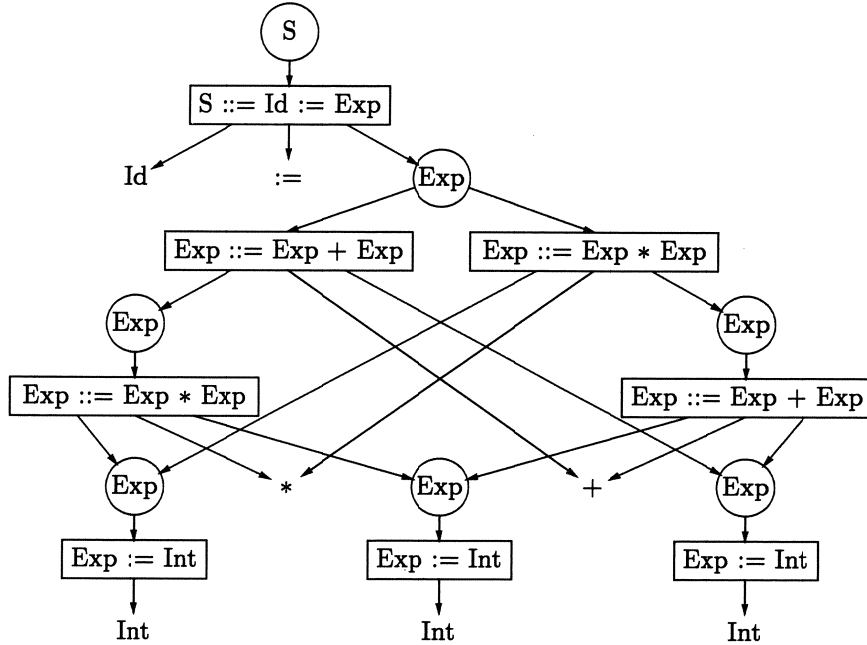 S
S ::= Id := Exp
Id := Exp
Exp ::= Exp + Exp Exp ::= Exp * Exp
Exp Exp
Exp ::= Exp * Exp Exp ::= Exp + Exp
Exp * Exp + Exp
Exp := Int Exp := Int Exp := Int
Int Int Int